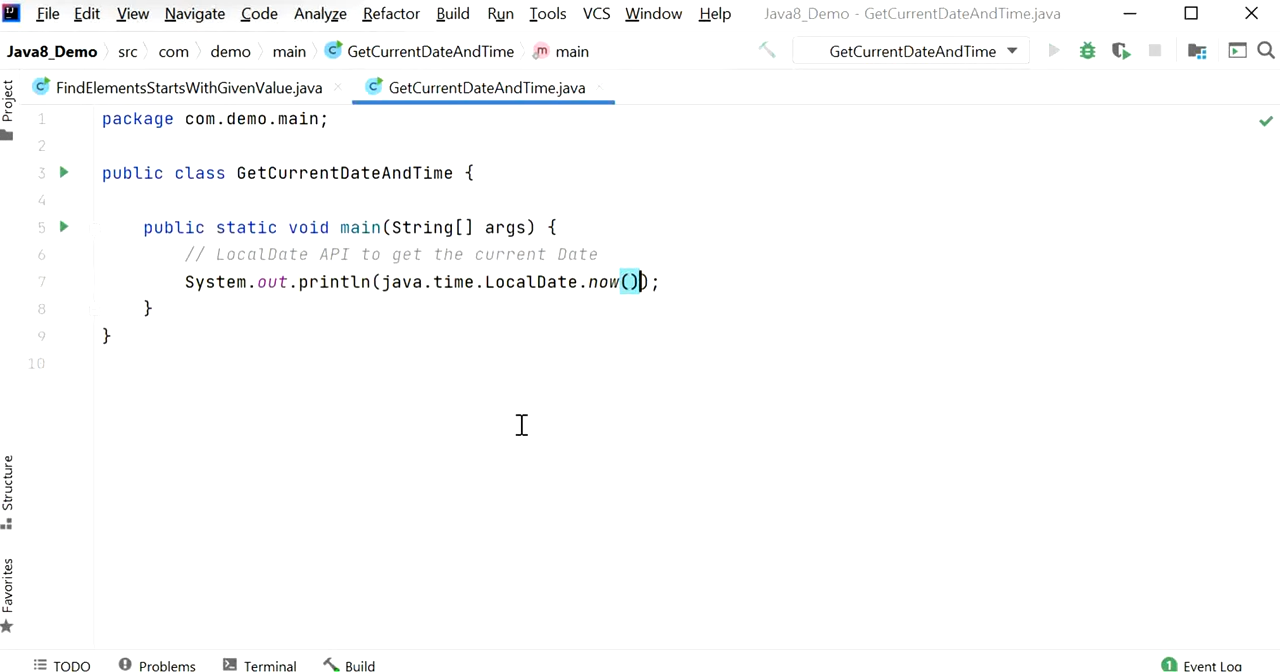 File Edit View Navigate Code Analyze Refactor Build Run Tools VCS Window Help Java8_Demo - GetCurrentDateAndTime.java
Java8_Demo src com demo main GetCurrentDateAndTime main GetCurrentDateAndTime
FindElementsStartsWithGivenValue.java GetCurrentDateAndTime.java
Project
1 package com.demo.main;
2
3 public class GetCurrentDateAndTime {
4
5 public static void main(String[] args) {
6 // LocalDate API to get the current Date
7 System.out.println(java.time.LocalDate.now());
8 }
9 }
10
Structure
Favorites
TODO Problems Terminal Build 1 Event Log